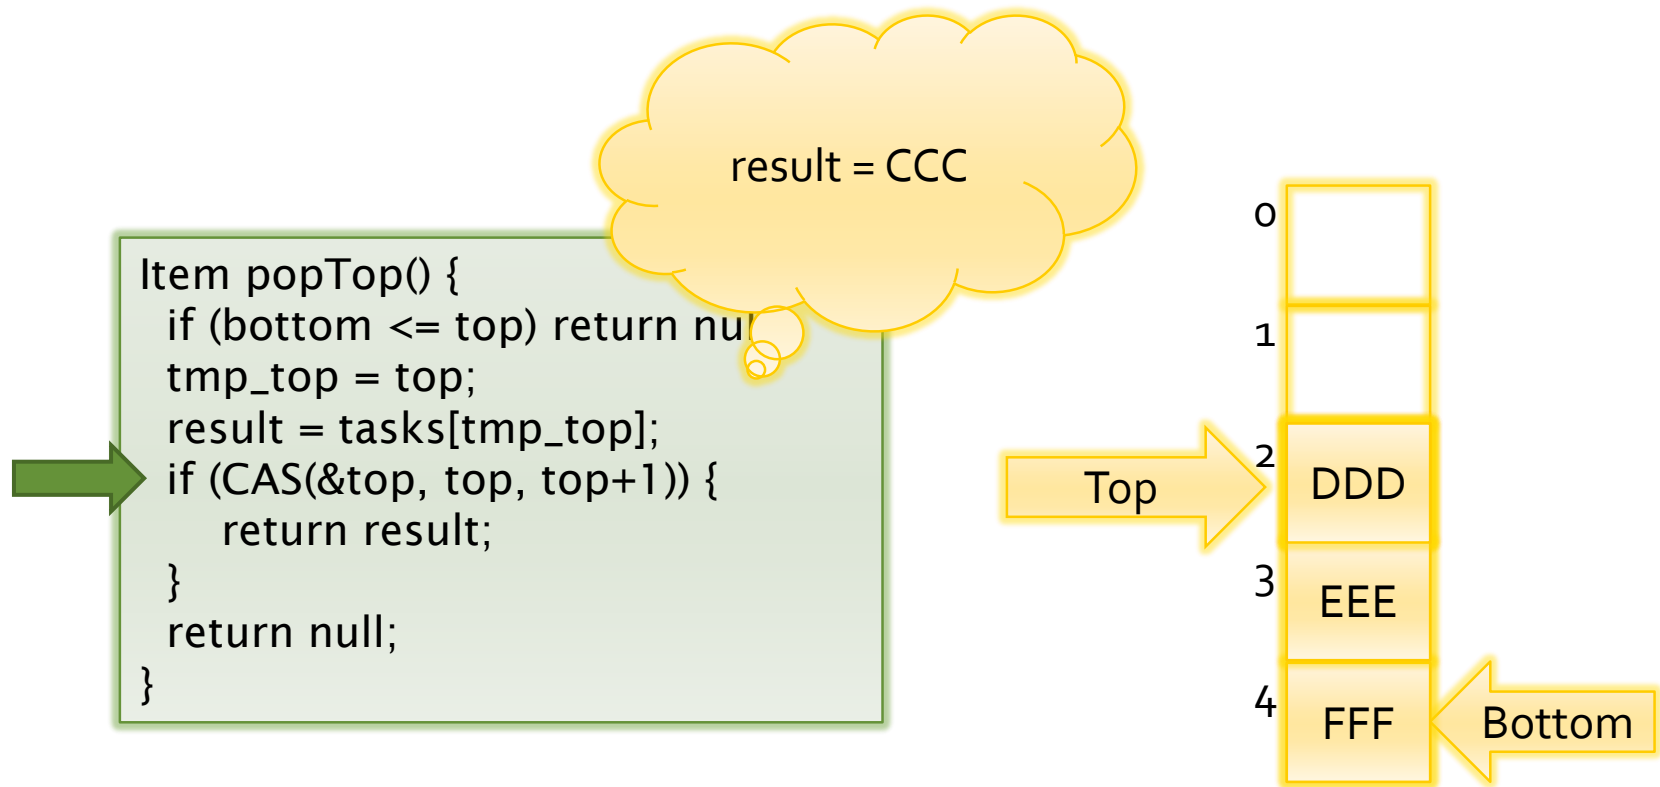 result = CCC
Item popTop() {
if (bottom <= top) return nul
tmp_top = top;
result = tasks[tmp_top];
if (CAS(&top, top, top+1)) {
return result;
}
return null;
}
0
1
2
Top
DDD
3
EEE
4
FFF
Bottom